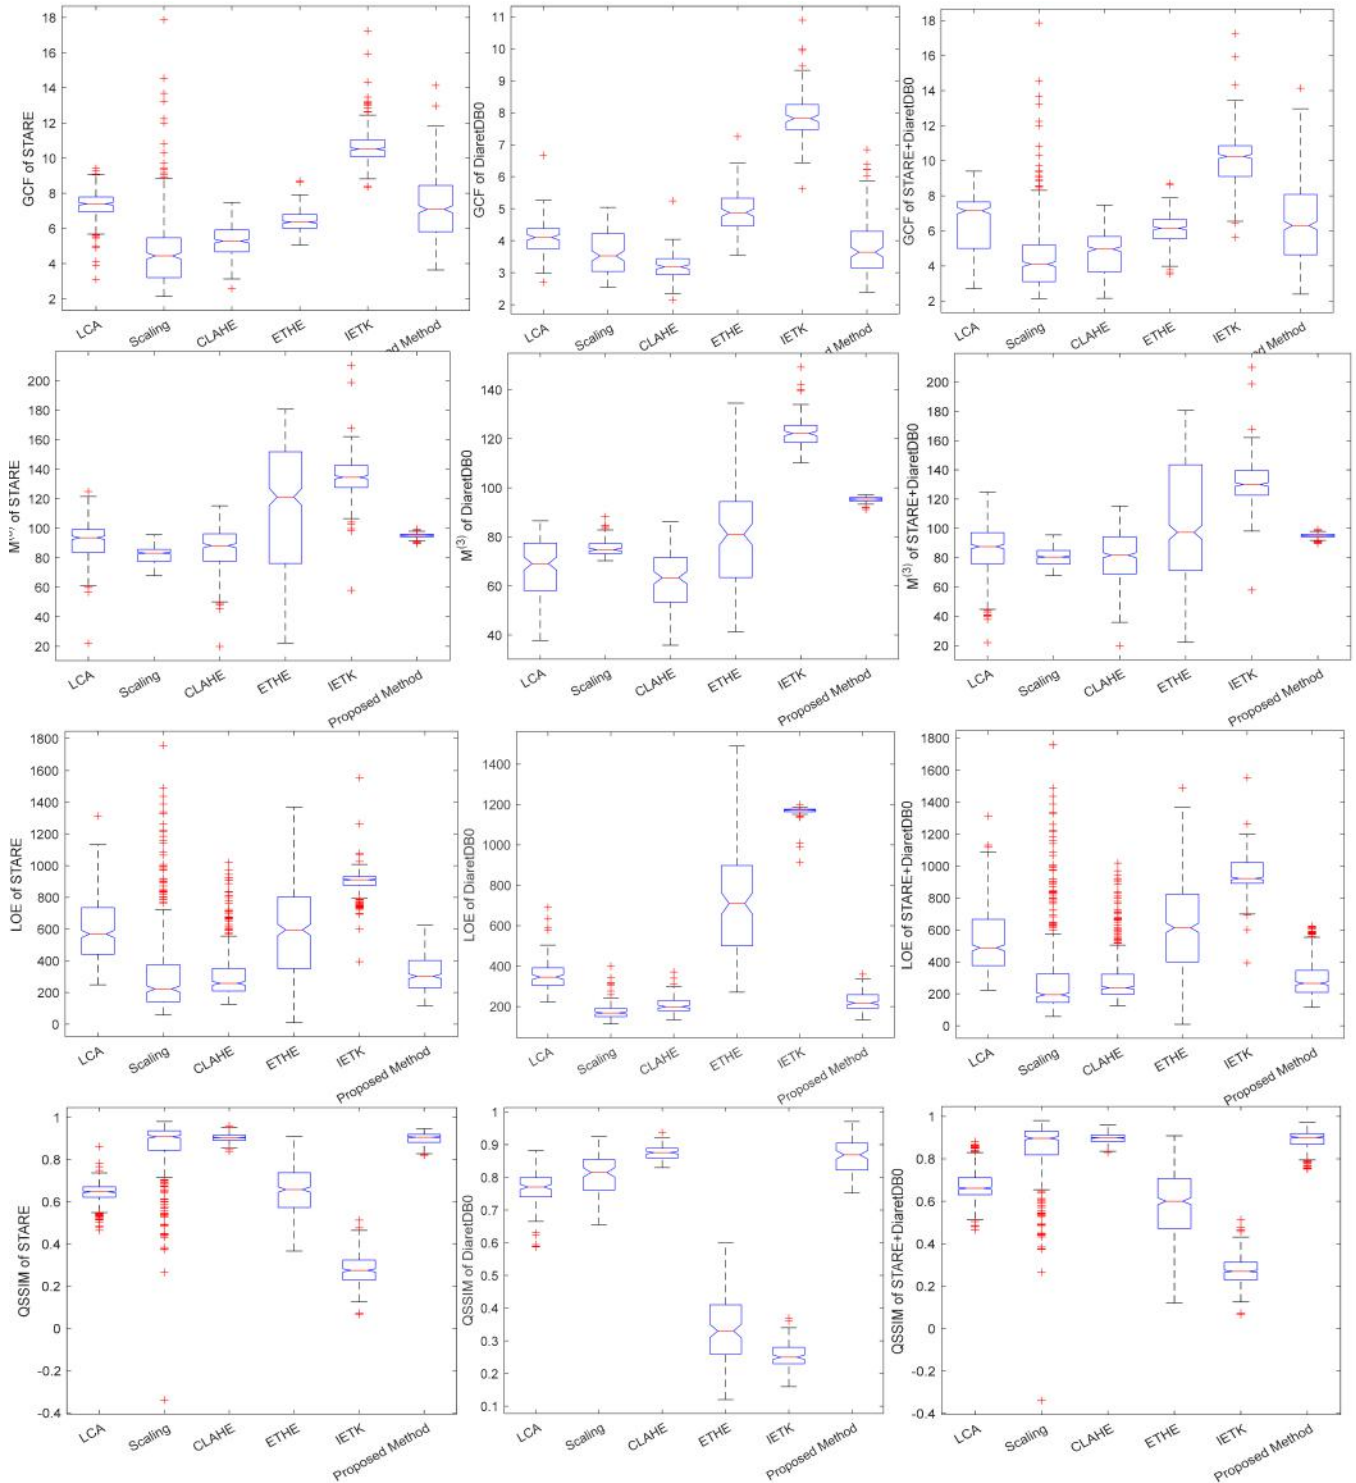 18
16
14
12
10
8
6
4
2
GCF of STARE
LCA
Scaling
CLAHE
ETHE
IETK
ed Method
11
10
9
8
7
6
5
4
3
2
GCF of DiaretDB0
LCA
Scaling
CLAHE
ETHE
IETK
ed Method
18
16
14
12
10
8
6
4
2
GCF of STARE+DiaretDB0
LCA
Scaling
CLAHE
ETHE
IETK
Proposed Method
200
180
160
140
120
100
80
60
40
20
of STARE
LCA
Scaling
CLAHE
ETHE
IETK
Proposed Method
140
120
100
80
60
40
M(3) of DiaretDB0
LCA
Scaling
CLAHE
ETHE
IETK
Proposed Method
200
180
160
140
120
100
80
60
40
20
M(3) of STARE+DiaretDB0
LCA
Scaling
CLAHE
ETHE
IETK
Proposed Method
1800
1600
1400
1200
1000
800
600
400
200
0
LOE of STARE
LCA
Scaling
CLAHE
ETHE
IETK
Proposed Method
1400
1200
1000
800
600
400
200
LOE of DiaretDB0
LCA
Scaling
CLAHE
ETHE
IETK
Proposed Method
1800
1600
1400
1200
1000
800
600
400
200
0
LOE of STARE+DiaretDB0
LCA
Scaling
CLAHE
ETHE
IETK
Proposed Method
1
0.8
0.6
0.4
0.2
0
-0.2
-0.4
QSSIM of STARE
LCA
Scaling
CLAHE
ETHE
IETK
Proposed Method
1
0.9
0.8
0.7
0.6
0.5
0.4
0.3
0.2
0.1
QSSIM of DiaretDB0
LCA
Scaling
CLAHE
ETHE
IETK
Proposed Method
1
0.8
0.6
0.4
0.2
0
-0.2
-0.4
QSSIM of STARE+DiaretDB0
LCA
Scaling
CLAHE
ETHE
IETK
Proposed Method